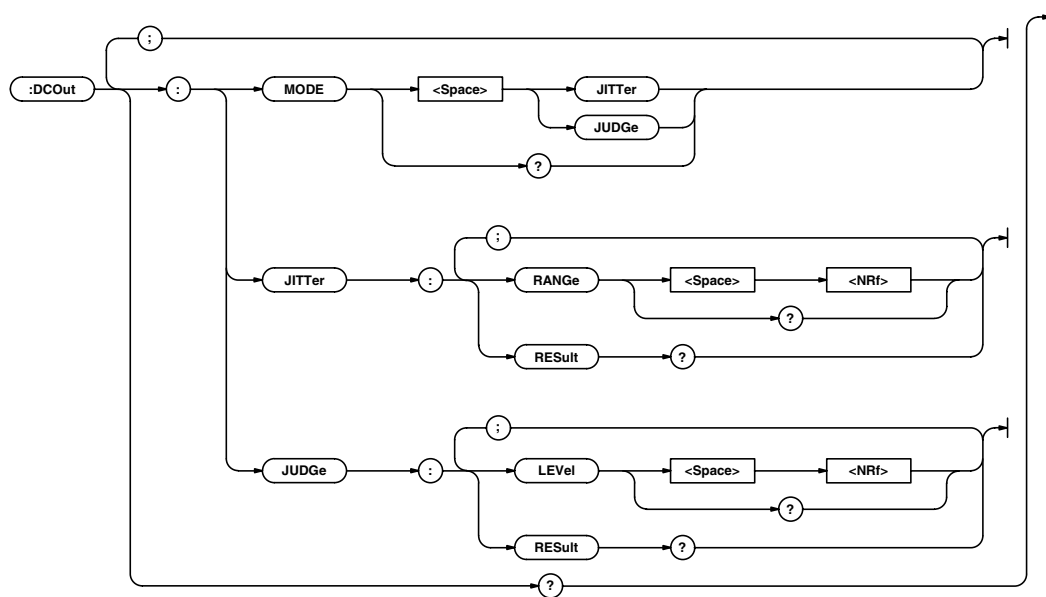 ;
:DCOut : MODE <Space> JITTer
JUDGe
?
;
JITTer : RANGe <Space> <NRf>
?
RESult ?
;
JUDGe : LEVel <Space> <NRf>
?
RESult ?
?